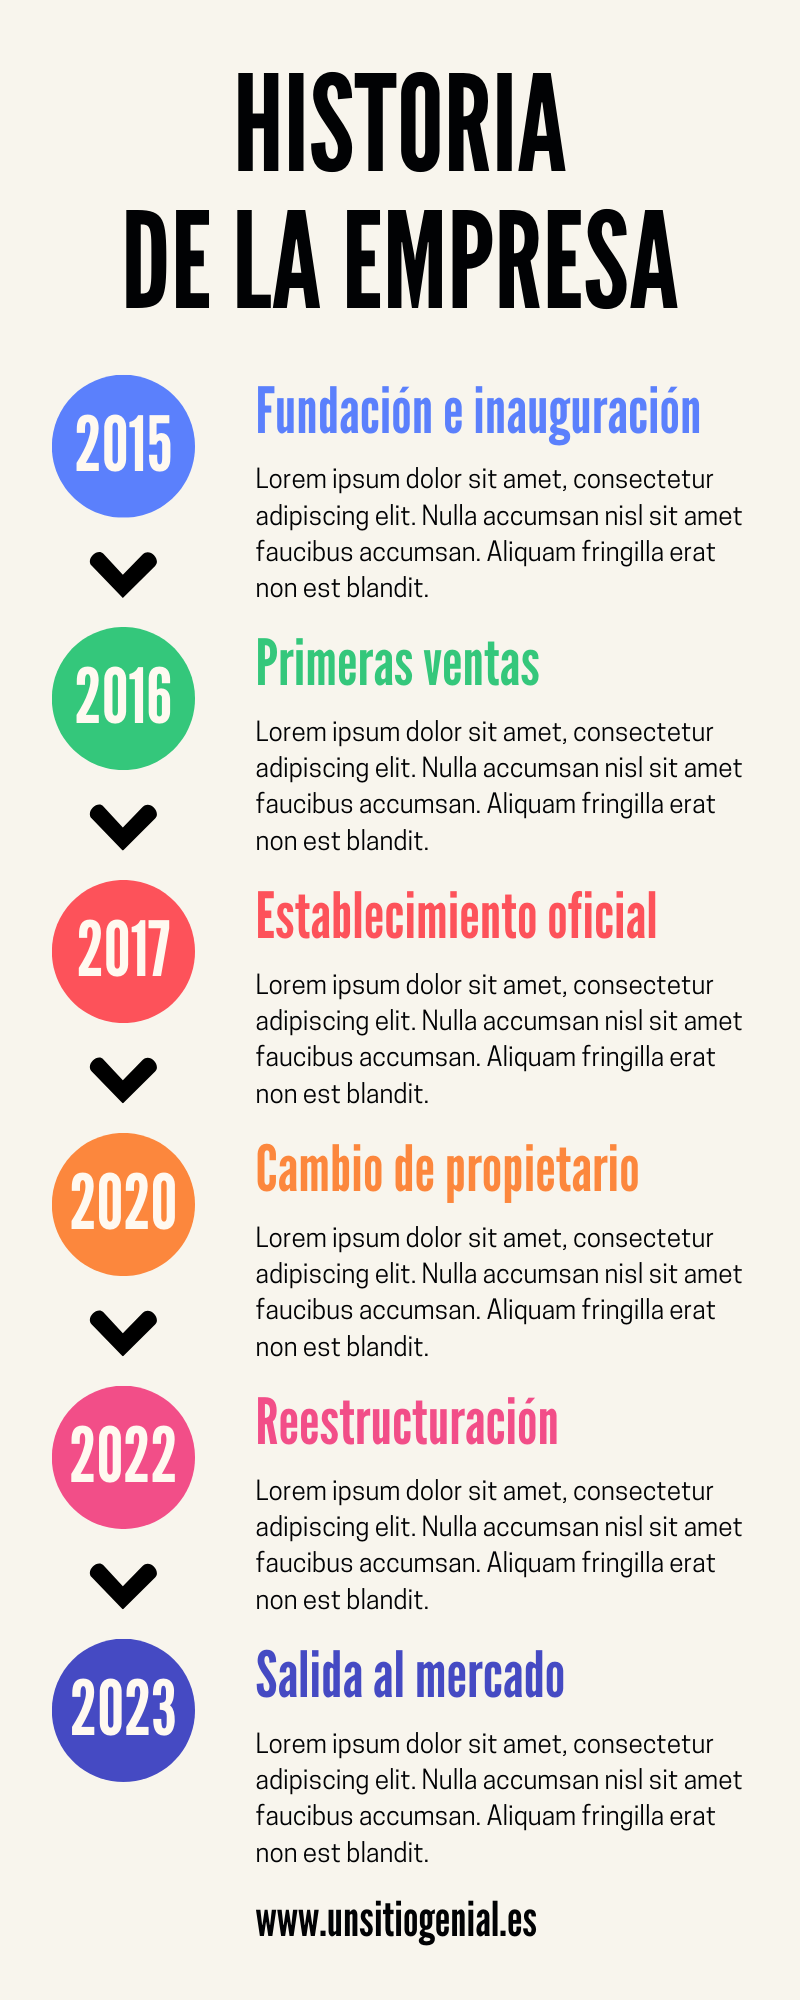 HISTORIA
DE LA EMPRESA
2015
Fundación e inauguración
Lorem ipsum dolor sit amet, consectetur
adipiscing elit. Nulla accumsan nisl sit amet
faucibus accumsan. Aliquam fringilla erat
non est blandit.
2016
Primeras ventas
Lorem ipsum dolor sit amet, consectetur
adipiscing elit. Nulla accumsan nisl sit amet
faucibus accumsan. Aliquam fringilla erat
non est blandit.
2017
Establecimiento oficial
Lorem ipsum dolor sit amet, consectetur
adipiscing elit. Nulla accumsan nisl sit amet
faucibus accumsan. Aliquam fringilla erat
non est blandit.
2020
Cambio de propietario
Lorem ipsum dolor sit amet, consectetur
adipiscing elit. Nulla accumsan nisl sit amet
faucibus accumsan. Aliquam fringilla erat
non est blandit.
2022
Reestructuración
Lorem ipsum dolor sit amet, consectetur
adipiscing elit. Nulla accumsan nisl sit amet
faucibus accumsan. Aliquam fringilla erat
non est blandit.
2023
Salida al mercado
Lorem ipsum dolor sit amet, consectetur
adipiscing elit. Nulla accumsan nisl sit amet
faucibus accumsan. Aliquam fringilla erat
non est blandit.
www.unsitiogenial.es